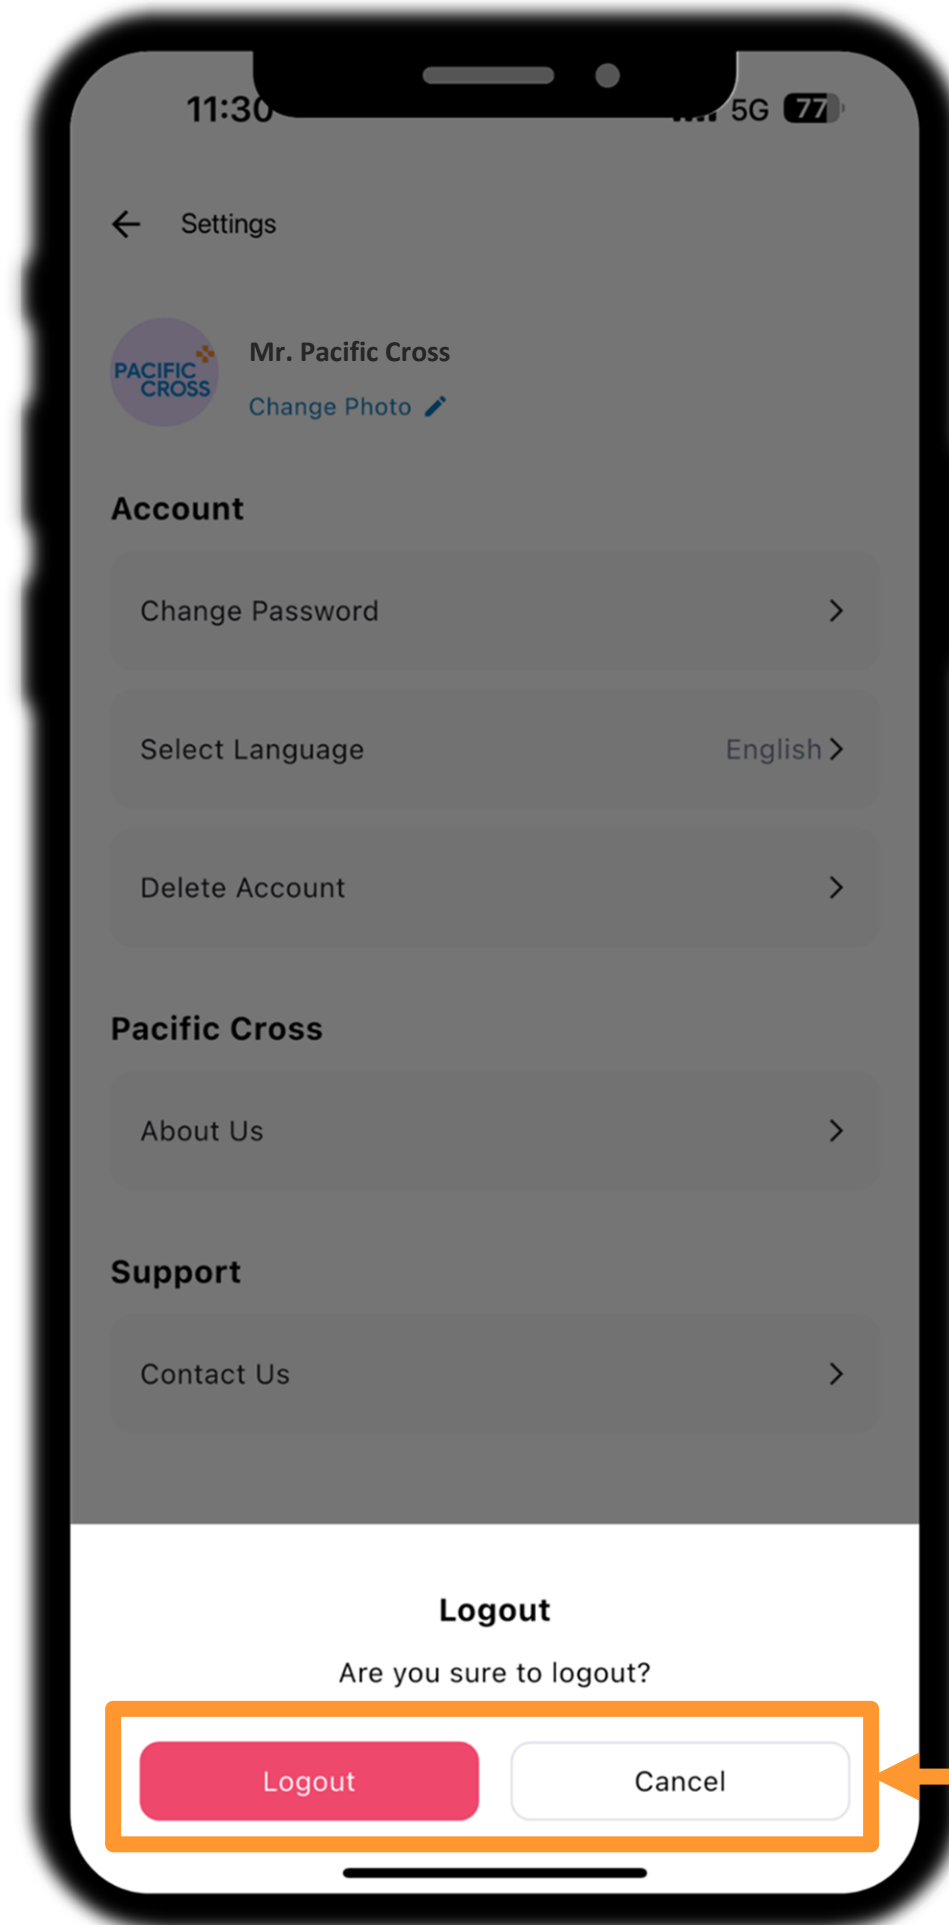 11:30
5G 77
Settings
PACIFIC
CROSS
Mr. Pacific Cross
Change Photo
Account
Change Password
Select Language English
Delete Account
Pacific Cross
About Us
Support
Contact Us
Logout
Are you sure to logout?
Logout Cancel